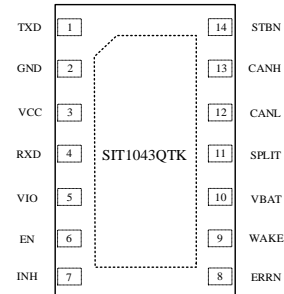 TXD 1 14 STBN
GND 2 13 CANH
VCC 3 12 CANL
RXD 4 SIT1043QTK 11 SPLIT
VIO 5 10 VBAT
EN 6 9 WAKE
INH 7 8 ERRN